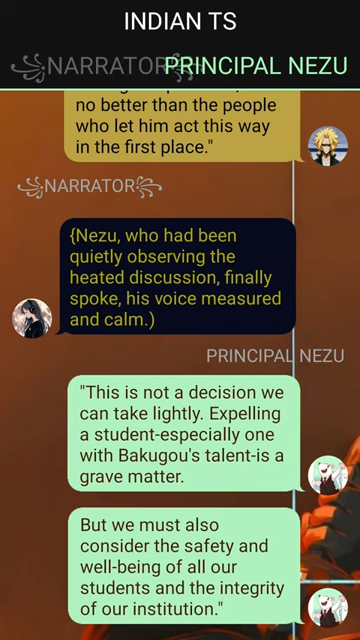 INDIAN TS
꧁NARRATOR꧂
PRINCIPAL NEZU
no better than the people
who let him act this way
in the first place."
꧁NARRATOR꧂
{Nezu, who had been
quietly observing the
heated discussion, finally
spoke, his voice measured
and calm.)
PRINCIPAL NEZU
"This is not a decision we
can take lightly. Expelling
a student-especially one
with Bakugou's talent-is a
grave matter.
But we must also
consider the safety and
well-being of all our
students and the integrity
of our institution."